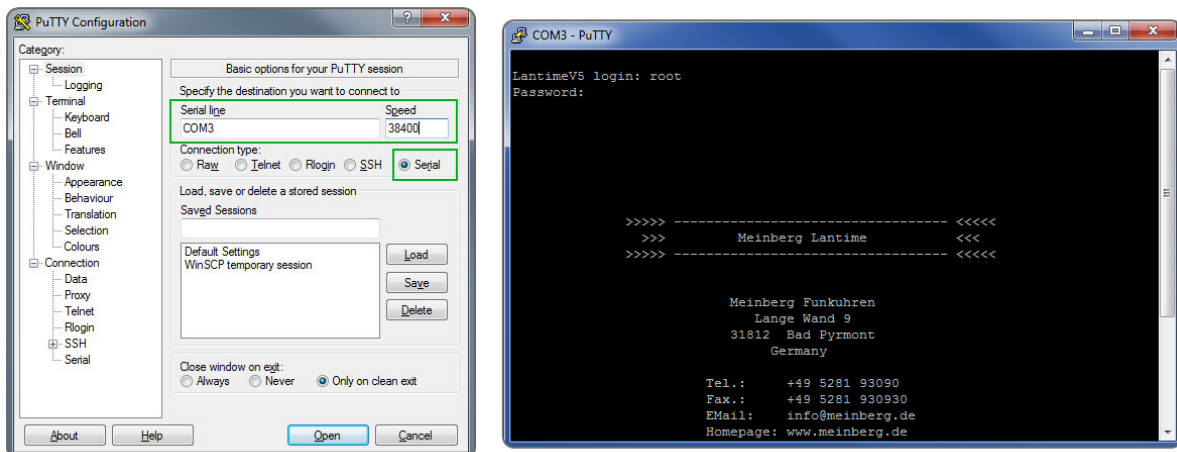 PuTTY Configuration
Category:
Session
Logging
Terminal
Keyboard
Bell
Features
Window
Appearance
Behaviour
Translation
Selection
Colours
Connection
Data
Proxy
Telnet
Rlogin
SSH
Serial
Basic options for your PuTTY session
Specify the destination you want to connect to
Serial line Speed
COM3 38400
Connection type:
Raw Telnet Rlogin SSH Serial
Load, save or delete a stored session
Saved Sessions
Default Settings
WinSCP temporary session
Load
Save
Delete
Close window on exit:
Always Never Only on clean exit
About Help Open Cancel
COM3 - PuTTY
LantimeV5 login: root
Password:
>>>>> ---------------------------------- <<<<<
>>> Meinberg Lantime <<<
>>>>> ---------------------------------- <<<<<
Meinberg Funkuhren
Lange Wand 9
31812 Bad Pyrmont
Germany
Tel.: +49 5281 93090
Fax.: +49 5281 930930
EMail: info@meinberg.de
Homepage: www.meinberg.de